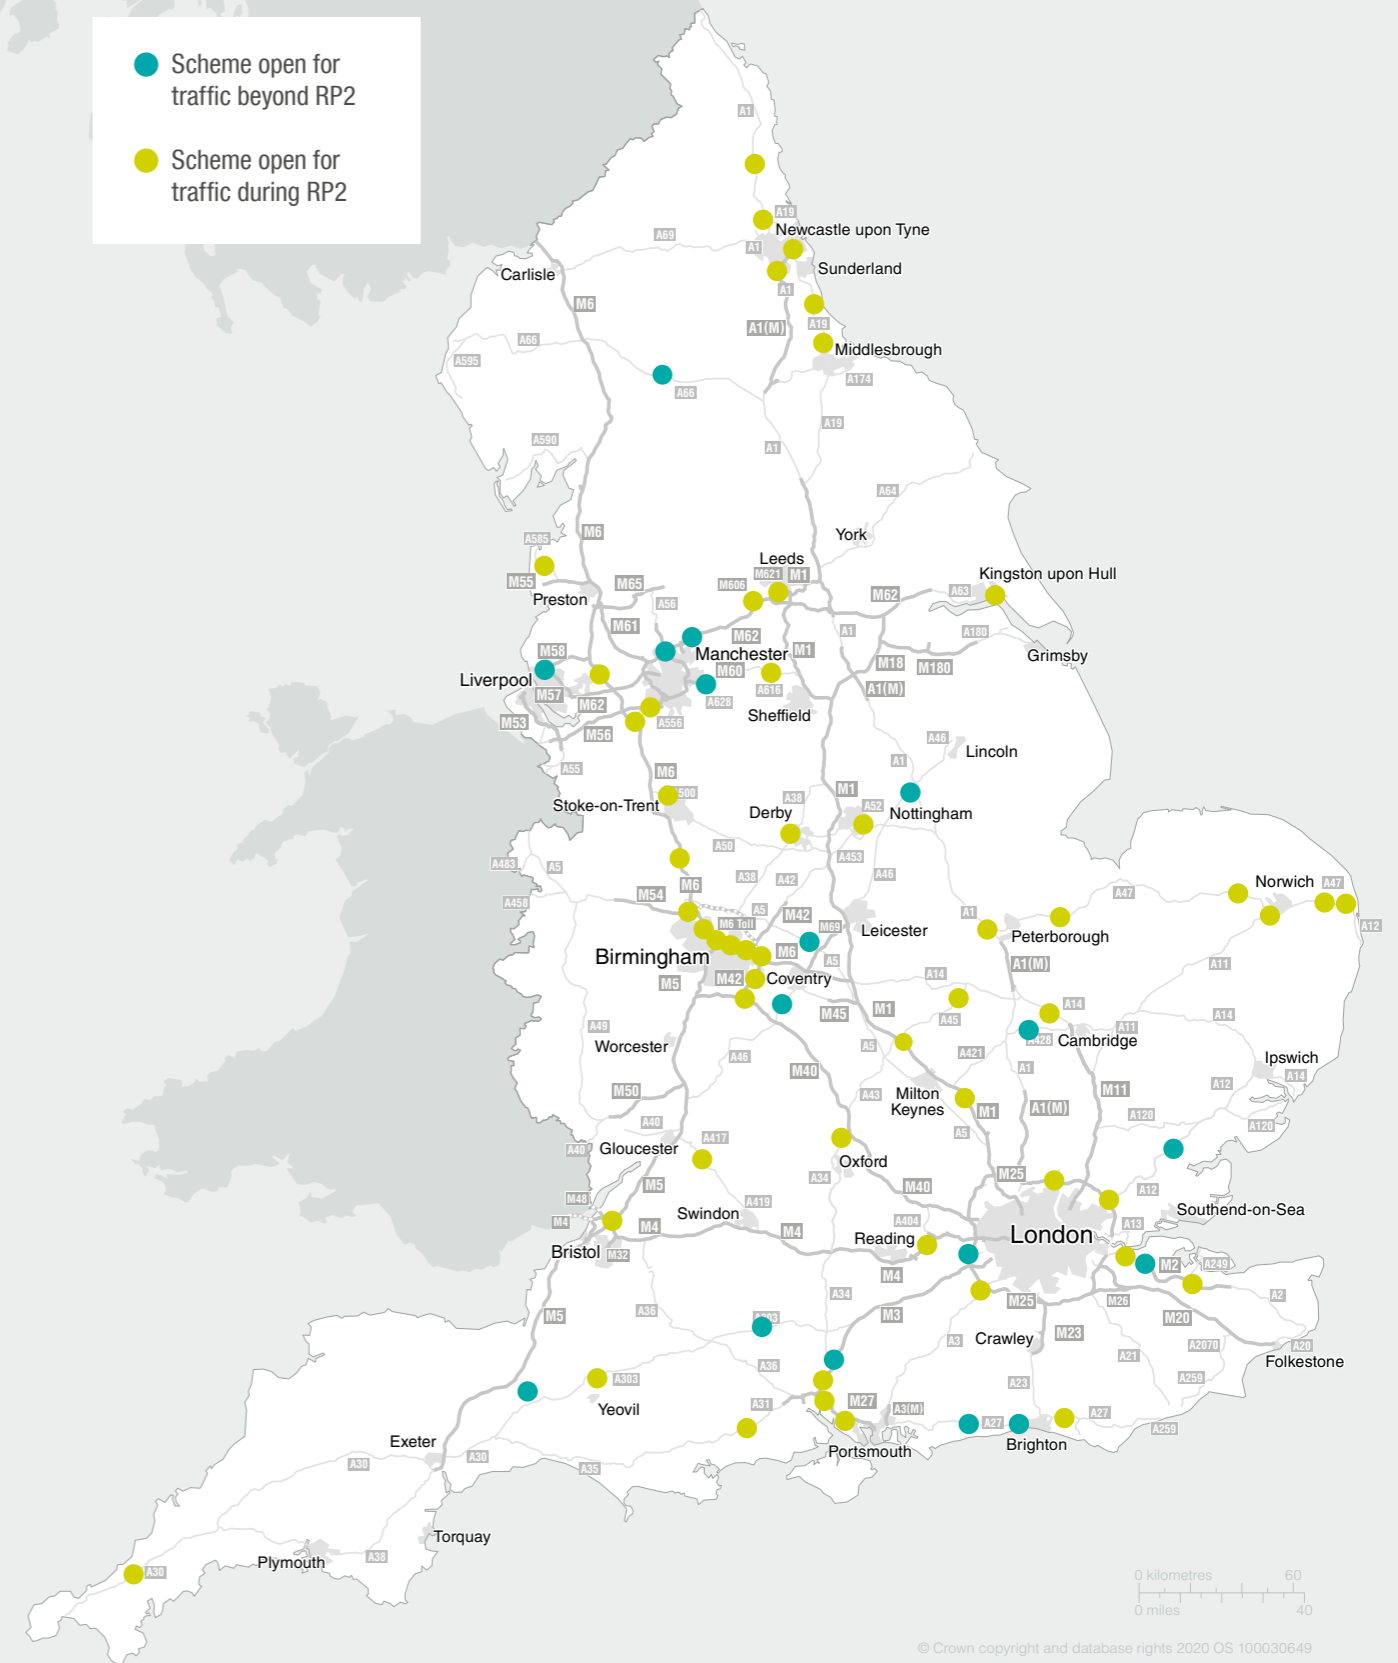 Scheme open for
traffic beyond RP2
Scheme open for
traffic during RP2
A1
A19
Newcastle upon Tyne
A69
A1
Sunderland
Carlisle
A1
M6
A1(M)
A19
A66
Middlesbrough
A595
A174
A66
A19
A590
A1
A64
M6
York
A585
Leeds
M621
M1
Kingston upon Hull
M55
M65
M606
M62
A63
Preston
A56
M61
M62
A1
A180
M58
Manchester
M1
Grimsby
M18
M180
Liverpool
M60
M57
A616
A1(M)
M62
A628
Sheffield
M53
A556
M56
A46
Lincoln
A55
M6
A1
M1
A500
A38
Stoke-on-Trent
Derby
A52
Nottingham
A50
A453
A483
A5
A38
A42
A46
M6
M54
Norwich
A47
A47
A458
A5
M42
A1
M6 Toll
M69
Leicester
Peterborough
A12
Birmingham
M6
A5
A1(M)
A11
M5
M42
Coventry
A14
A14
M45
M1
A45
A14
A49
A11
Worcester
A428
Cambridge
A5
A46
A421
Ipswich
M40
A1
A14
M50
Milton
Keynes
A43
M11
A12
M1
A1(M)
A40
A120
A417
A5
A120
A40
Gloucester
Oxford
A34
M25
M5
M40
A12
M48
A419
Southend-on-Sea
Swindon
M4
M4
A404
A13
M4
Reading
London
Bristol
M32
M4
M2
A249
A34
M25
M26
A2
M5
A36
A303
M3
M20
Crawley
M23
A3
A2070
A20
A21
Folkestone
A36
A303
A23
A259
Yeovil
A31
M27
A3(M)
A27
A27
A259
Exeter
Portsmouth
Brighton
A30
A30
A35
Torquay
Plymouth
A38
A30
0 kilometres 60
0 miles 40
© Crown copyright and database rights 2020 OS 100030649